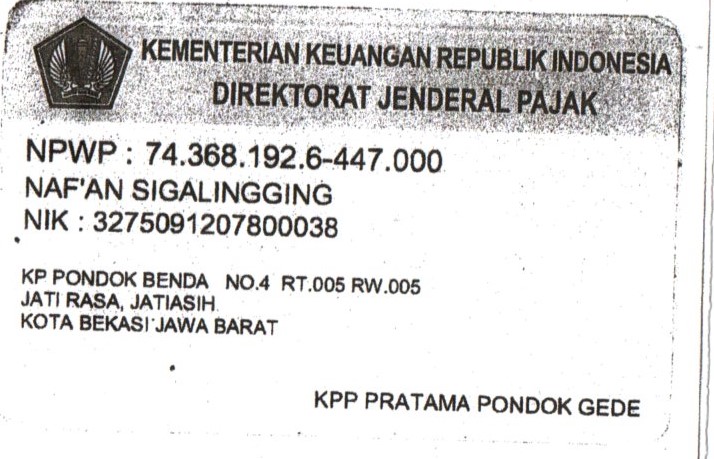 KEMENTERIAN KEUANGAN REPUBLIK INDONESIA
DIREKTORAT JENDERAL PAJAK
NPWP : 74.368.192.6-447.000
NAF'AN SIGALINGGING
NIK : 3275091207800038
KP PONDOK BENDA NO.4 RT.005 RW.005
JATI RASA, JATIASIH
KOTA BEKASI JAWA BARAT
KPP PRATAMA PONDOK GEDE